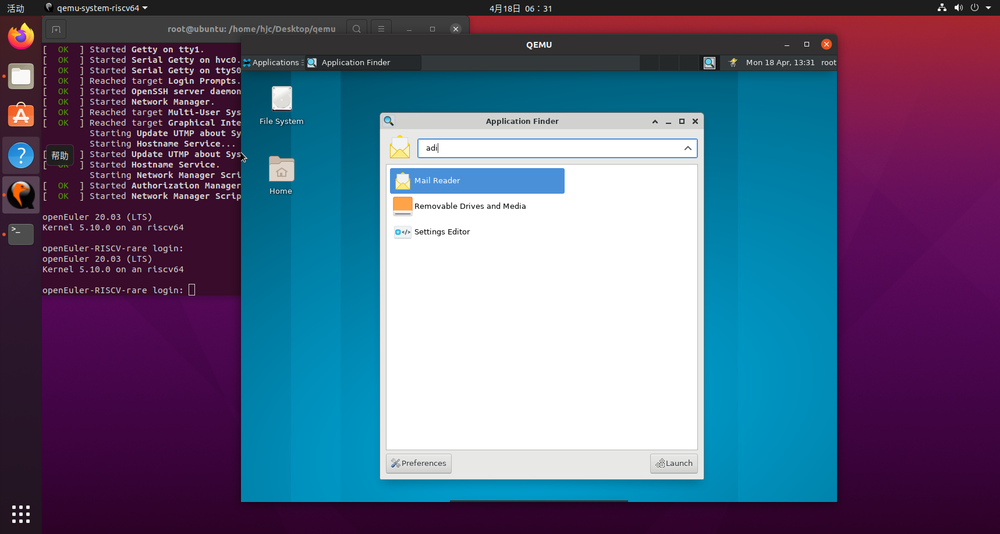 活动
qemu-system-riscv64
4月18日 06：31
root@ubuntu: /home/hjc/Desktop/qemu
[  OK  ] Started Getty on tty1.
[  OK  ] Started Serial Getty on hvc0.
[  OK  ] Started Serial Getty on ttyS0
[  OK  ] Reached target Login Prompts.
[  OK  ] Started OpenSSH server daemon
[  OK  ] Started Network Manager.
[  OK  ] Reached target Multi-User Sys
[  OK  ] Reached target Graphical Inte
Starting Update UTMP about Sy
Starting Hostname Service...
[ ] Started Update UTMP about Sys
[  OK  ] Started Hostname Service.
Starting Network Manager Scri
[  OK  ] Started Authorization Manager
[  OK  ] Started Network Manager Scrip
openEuler 20.03 (LTS)
Kernel 5.10.0 on an riscv64
openEuler-RISCV-rare login:
openEuler 20.03 (LTS)
Kernel 5.10.0 on an riscv64
openEuler-RISCV-rare login:
帮助
QEMU
Applications
Application Finder
Mon 18 Apr, 13:31
root
File System
Home
Application Finder
adi
Mail Reader
Removable Drives and Media
Settings Editor
Preferences
Launch